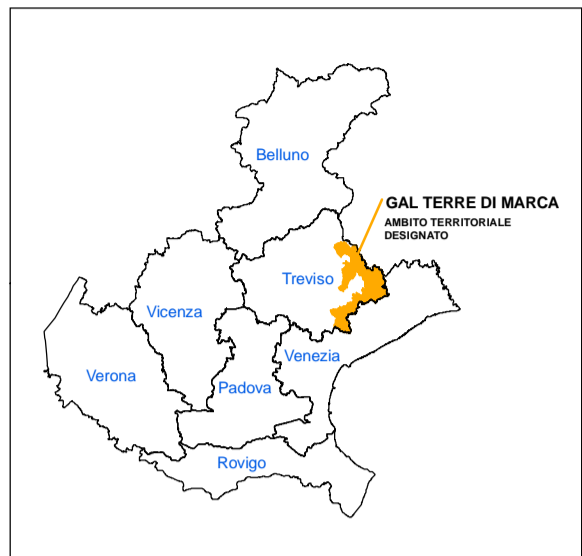 Belluno
GAL TERRE DI MARCA
AMBITO TERRITORIALE
DESIGNATO
Treviso
Vicenza
Venezia
Verona
Padova
Rovigo